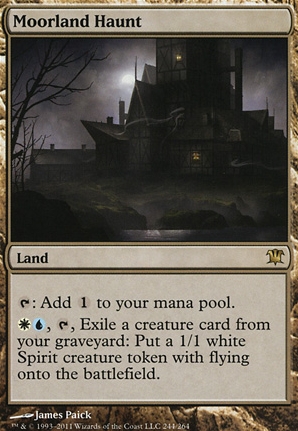 Moorland Haunt
Land
: Add 1 to your mana pool.
, , Exile a creature card from
your graveyard: Put a 1/1 white
Spirit creature token with flying
onto the battlefield.
James Paick
™ & © 1993–2011 Wizards of the Coast LLC 244/264